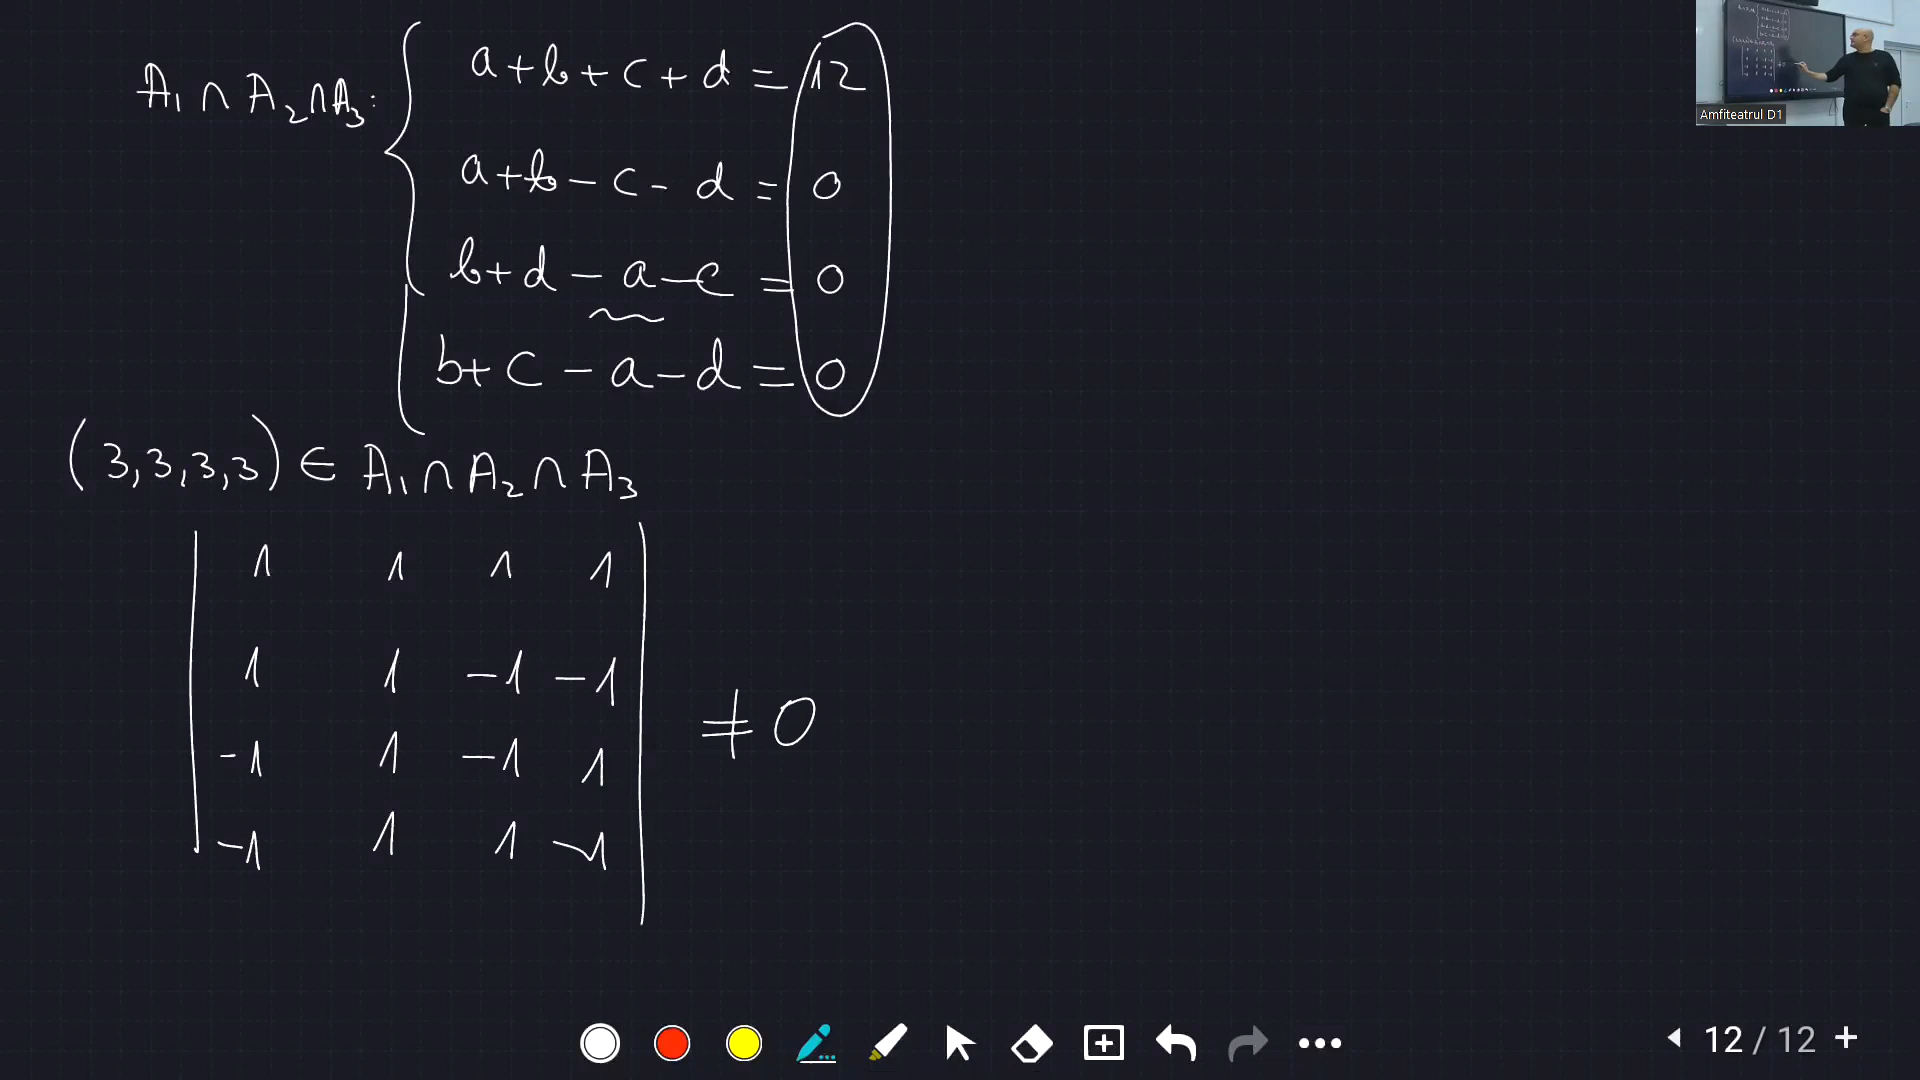 A₁ ∩ A₂ ∩ A₃ :
a + b + c + d = 12
a + b − c − d = 0
b + d − a − c = 0
b + c − a − d = 0
(3,3,3,3) ∈ A₁ ∩ A₂ ∩ A₃
1 1 1 1
1 1 −1 −1
-1 1 −1 1
−1 1 1 −1
≠ 0
Amfiteatrul D1
12 / 12